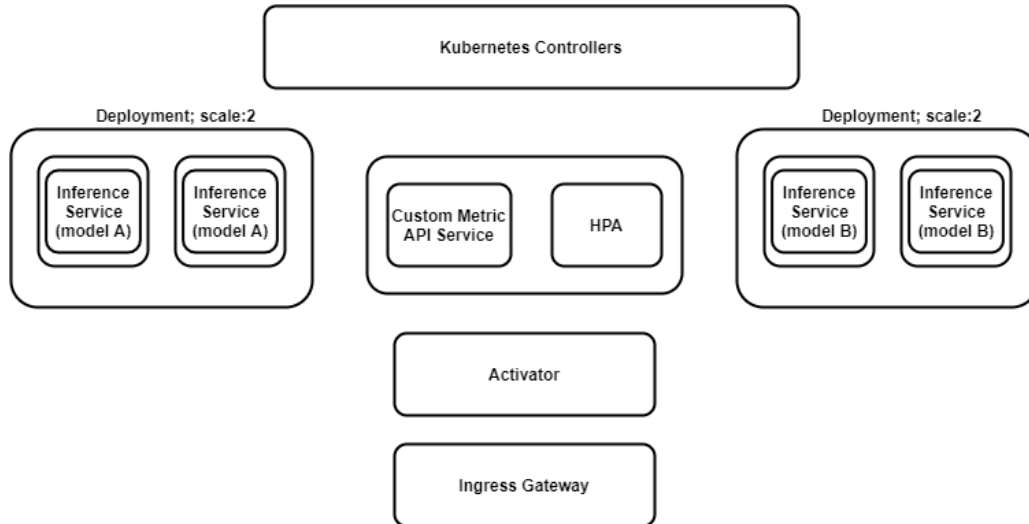 Kubernetes Controllers
Deployment; scale:2
Deployment; scale:2
Inference
Service
(model A)
Inference
Service
(model A)
Custom Metric
API Service
HPA
Inference
Service
(model B)
Inference
Service
(model B)
Activator
Ingress Gateway